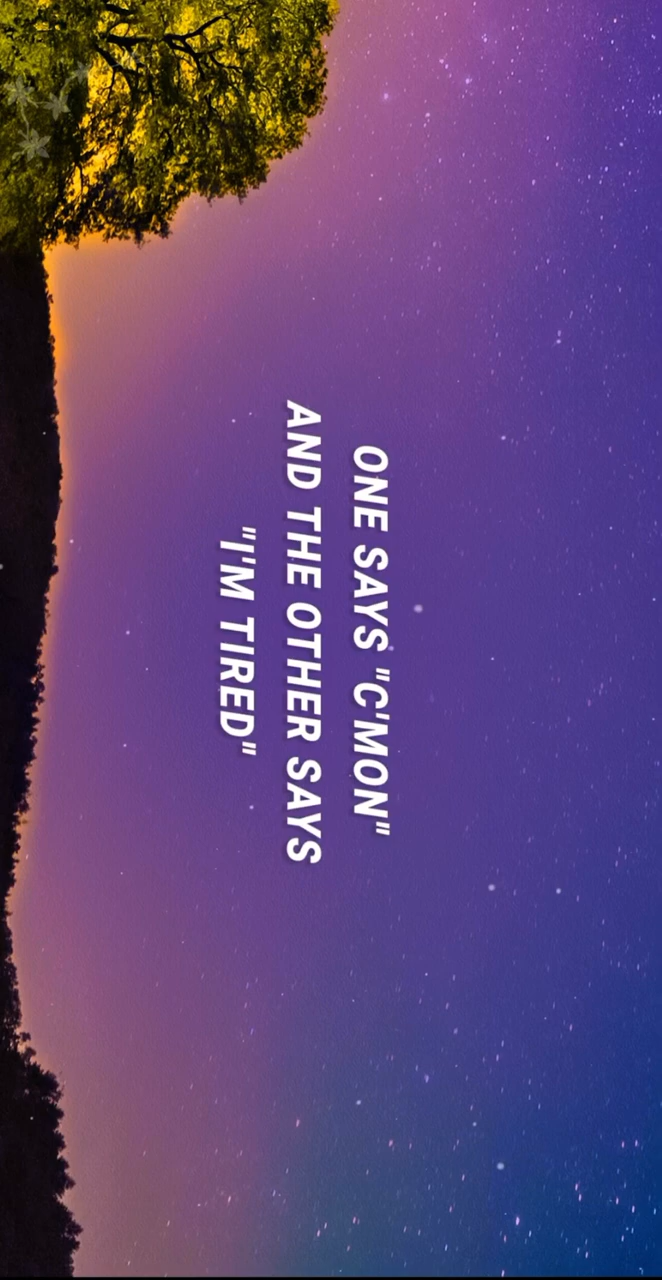 ONE SAYS "C'MON"
AND THE OTHER SAYS
"I'M TIRED"